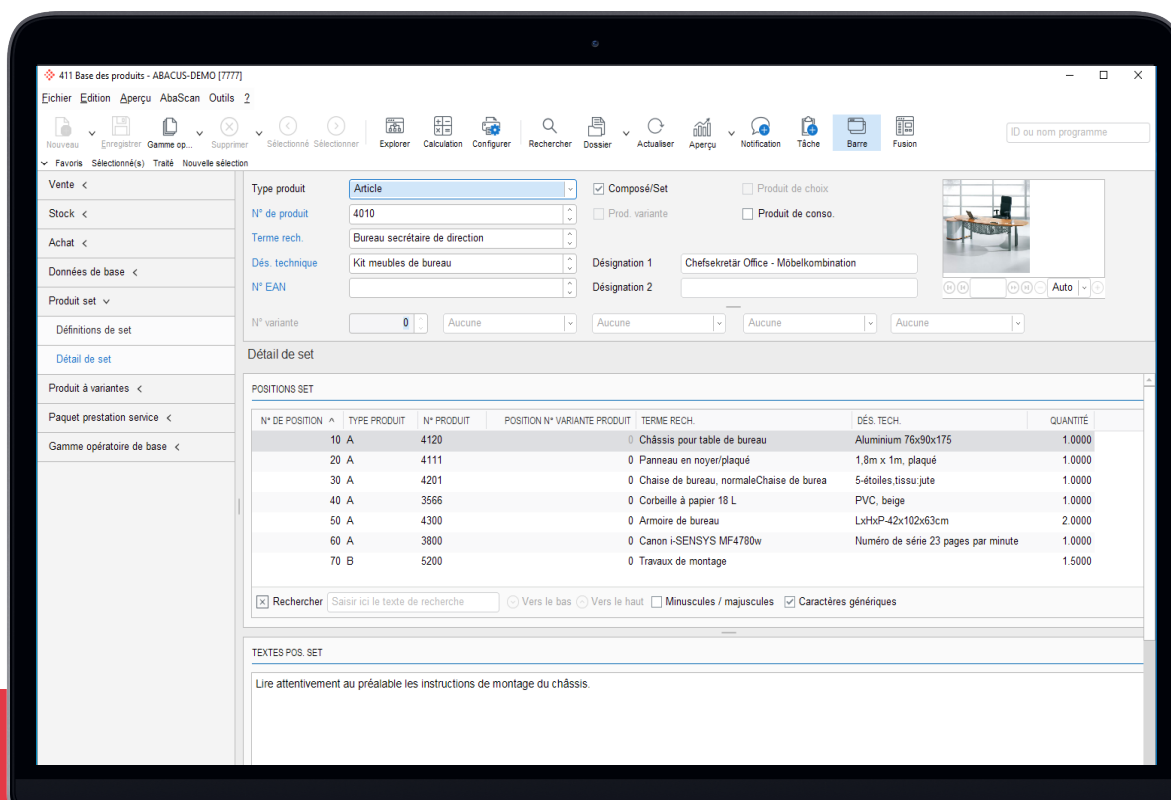 411 Base des produits - ABACUS-DEMO [7777]
Fichier Edition Aperçu AbaScan Outils ?
Nouveau Enregistrer Gamme op... Supprimer Sélectionné Sélectionner Explorer Calculation Configurer Rechercher Dossier Actualiser Aperçu Notification Tâche Barre Fusion
ID ou nom programme
Favoris Sélectionné(s) Traité Nouvelle sélection
Vente
Stock
Achat
Données de base
Produit set
Définitions de set
Détail de set
Produit à variantes
Paquet prestation service
Gamme opératoire de base
Type produit Article Composé/Set Produit de choix
N° de produit 4010 Prod. variante Produit de conso.
Terme rech. Bureau secrétaire de direction
Dés. technique Kit meubles de bureau Désignation 1 Chefsekretär Office - Möbelkombination
N° EAN Désignation 2
Auto
N° variante 0 Aucune Aucune Aucune Aucune
Détail de set
POSITIONS SET
N° DE POSITION TYPE PRODUIT N° PRODUIT POSITION N° VARIANTE PRODUIT TERME RECH. DÉS. TECH. QUANTITÉ
10 A 4120 0 Châssis pour table de bureau Aluminium 76x90x175 1.0000
20 A 4111 0 Panneau en noyer/plaqué 1,8m x 1m, plaqué 1.0000
30 A 4201 0 Chaise de bureau, normaleChaise de burea 5-étoiles,tissu:jute 1.0000
40 A 3566 0 Corbeille à papier 18 L PVC, beige 1.0000
50 A 4300 0 Armoire de bureau LxHxP-42x102x63cm 2.0000
60 A 3800 0 Canon i-SENSYS MF4780w Numéro de série 23 pages par minute 1.0000
70 B 5200 0 Travaux de montage 1.5000
Rechercher Saisir ici le texte de recherche Vers le bas Vers le haut Minuscules / majuscules Caractères génériques
TEXTES POS. SET
Lire attentivement au préalable les instructions de montage du châssis.